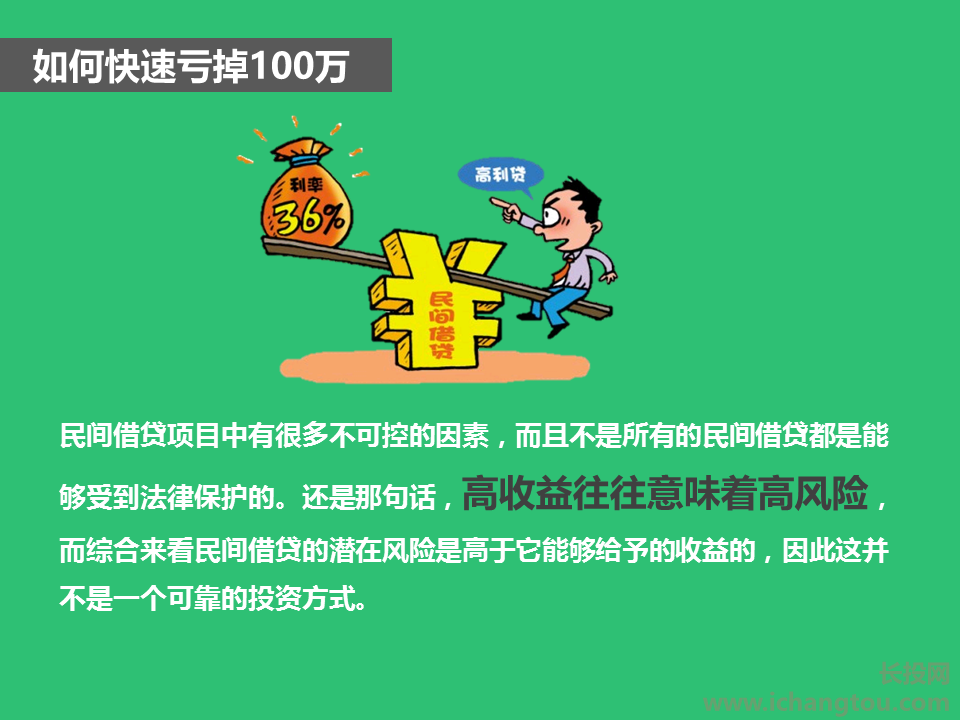 如何快速亏掉100万
利率
36%
高利贷
民间借贷
民间借贷项目中有很多不可控的因素，而且不是所有的民间借贷都是能
够受到法律保护的。还是那句话，高收益往往意味着高风险，
而综合来看民间借贷的潜在风险是高于它能够给予的收益的，因此这并
不是一个可靠的投资方式。
长投网
www.ichangtou.com